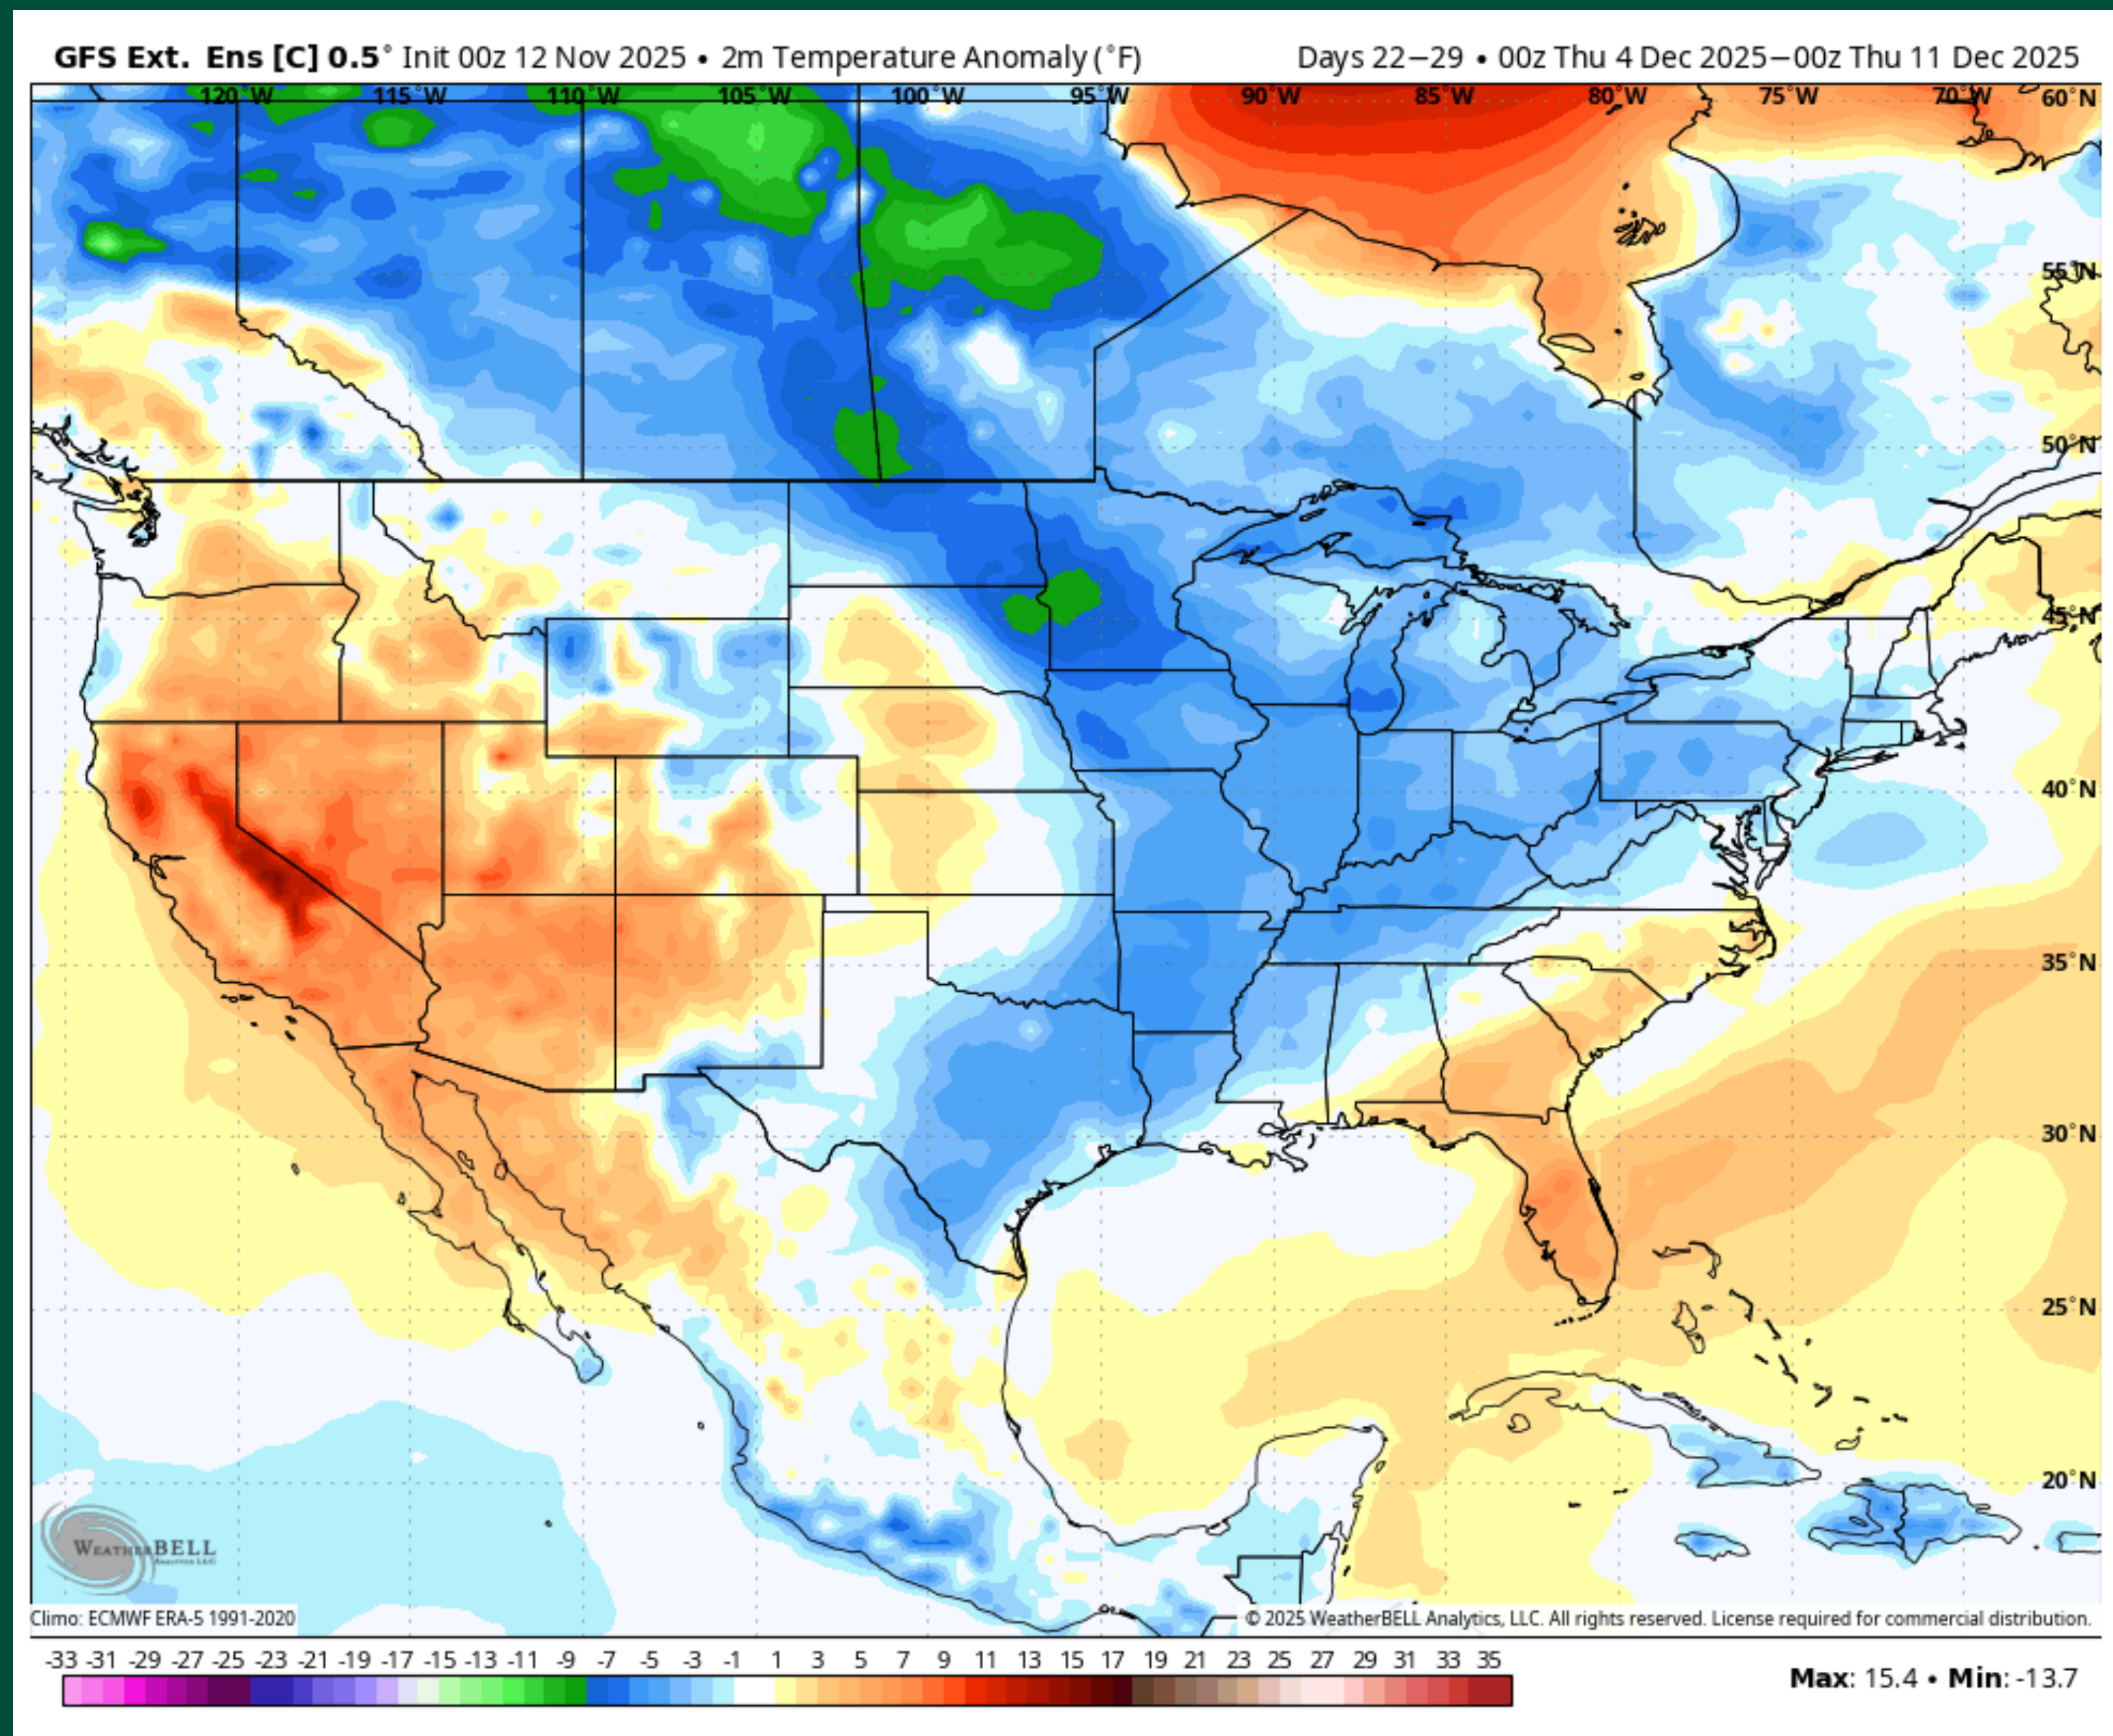 GFS Ext. Ens [C] 0.5° Init 00z 12 Nov 2025 • 2m Temperature Anomaly (°F) Days 22−29 • 00z Thu 4 Dec 2025−00z Thu 11 Dec 2025
120°W 115°W 110°W 105°W 100°W 95°W 90°W 85°W 80°W 75°W 70°W 60°N
55°N
50°N
45°N
40°N
35°N
30°N
25°N
20°N
WEATHERBELL
ANALYTICS LLC
Climo: ECMWF ERA-5 1991-2020 © 2025 WeatherBELL Analytics, LLC. All rights reserved. License required for commercial distribution.
-33 -31 -29 -27 -25 -23 -21 -19 -17 -15 -13 -11 -9 -7 -5 -3 -1 1 3 5 7 9 11 13 15 17 19 21 23 25 27 29 31 33 35
Max: 15.4 • Min: -13.7